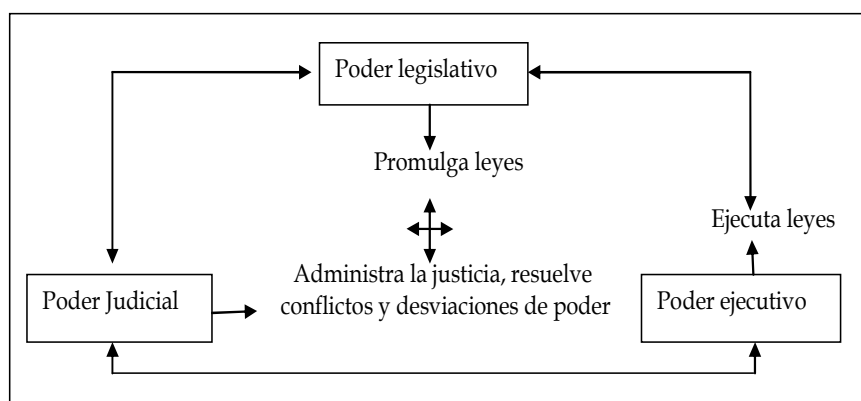 Poder legislativo
Promulga leyes
Ejecuta leyes
Administra la justicia, resuelve
conflictos y desviaciones de poder
Poder Judicial
Poder ejecutivo